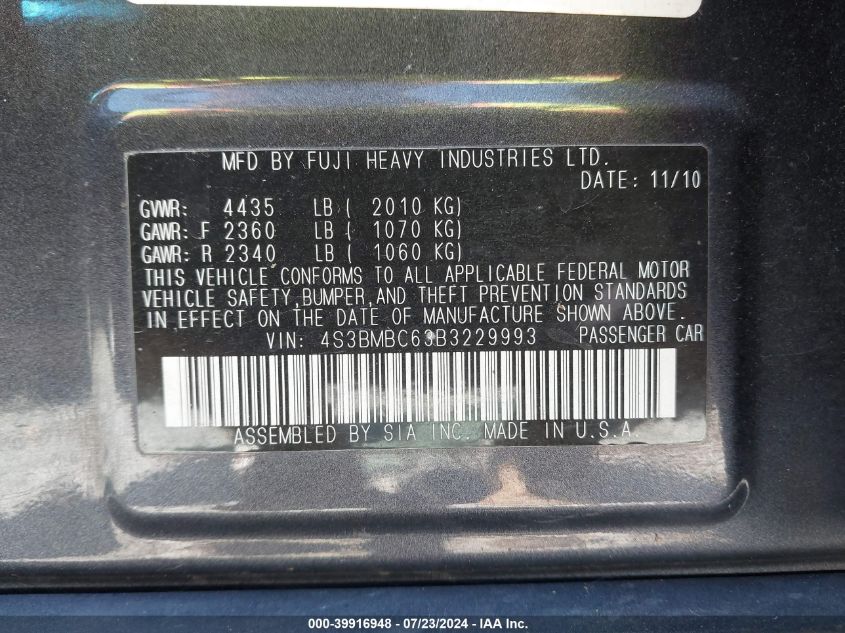 MFD BY FUJI HEAVY INDUSTRIES LTD.
DATE: 11/10
GVWR: 4435 LB ( 2010 KG)
GAWR: F 2360 LB ( 1070 KG)
GAWR: R 2340 LB ( 1060 KG)
THIS VEHICLE CONFORMS TO ALL APPLICABLE FEDERAL MOTOR
VEHICLE SAFETY,BUMPER,AND THEFT PREVENTION STANDARDS
IN EFFECT ON THE DATE OF MANUFACTURE SHOWN ABOVE.
VIN: 4S3BMBC63B3229993 PASSENGER CAR
ASSEMBLED BY SIA INC. MADE IN U.S.A
000-39916948 - 07/23/2024 - IAA Inc.